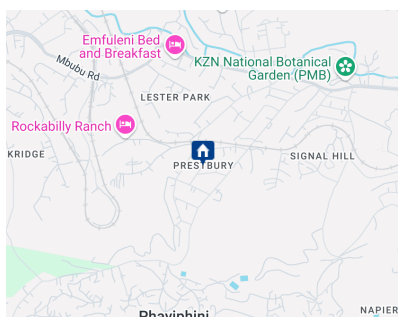 Emfuleni Bed
and Breakfast
Mbubu Rd
KZN National Botanical
Garden (PMB)
LESTER PARK
Rockabilly Ranch
KRIDGE
PRESTBURY
SIGNAL HILL
NAPIER
Phayiphini